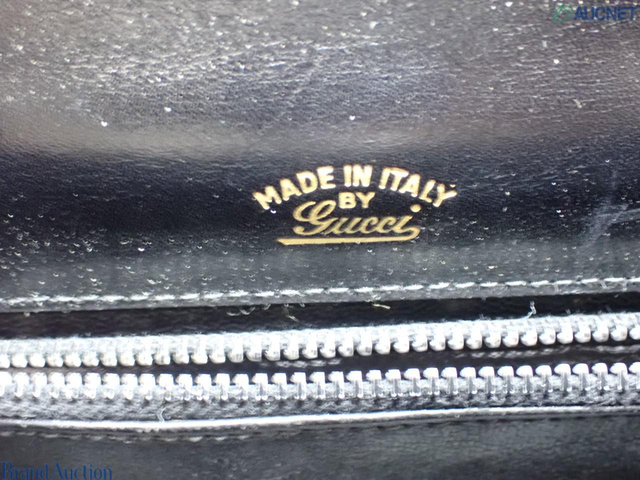 AUCNET
MADE IN ITALY
BY
Gucci
Brand Auction